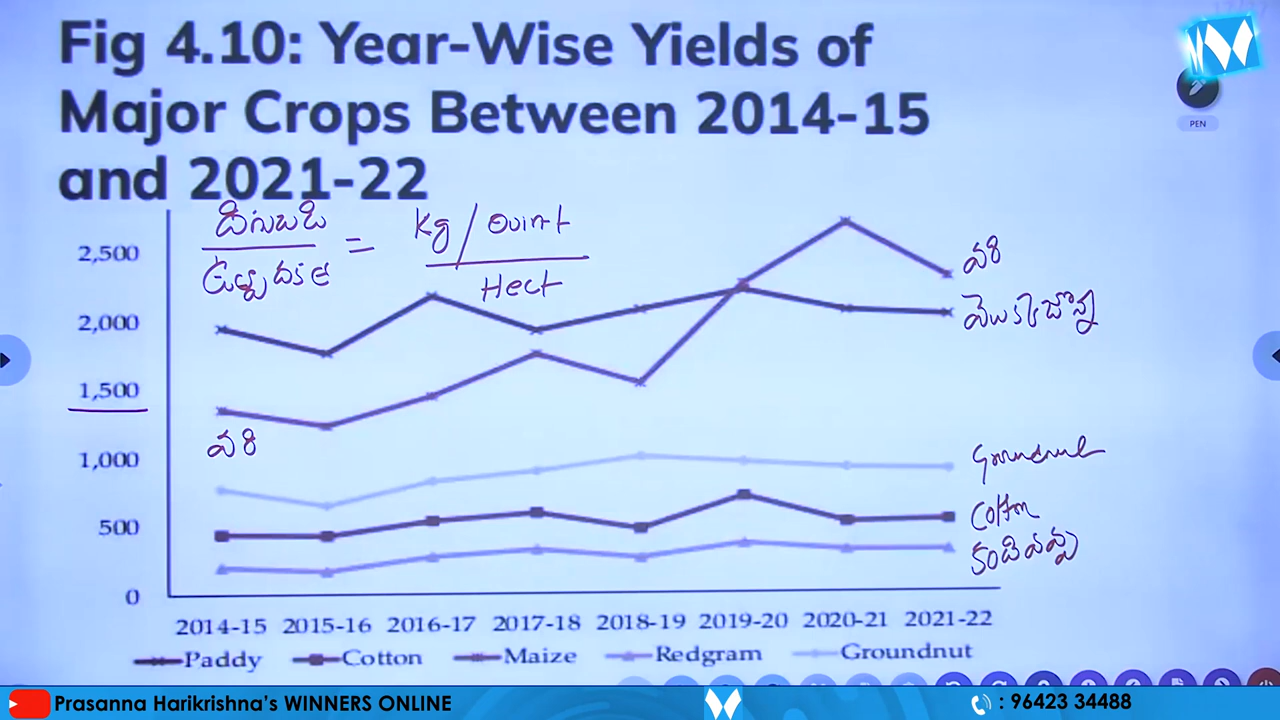 Fig 4.10: Year-Wise Yields of
Major Crops Between 2014-15
and 2021-22
PEN
దిగుబడి
ఉత్పాదకత
=
Kg / Quint
Hect
2,500
2,000
1,500
1,000
500
0
వరి
మొక్కజొన్న
వరి
Groundnut
Cotton
కందిపప్పు
2014-15 2015-16 2016-17 2017-18 2018-19 2019-20 2020-21 2021-22
Paddy Cotton Maize Redgram Groundnut
Prasanna Harikrishna's WINNERS ONLINE
: 96423 34488